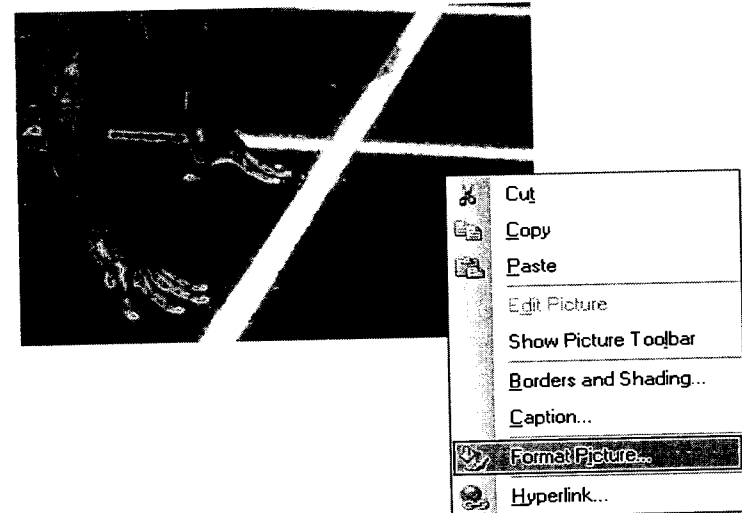 Cut
Copy
Paste
Edit Picture
Show Picture Toolbar
Borders and Shading...
Caption...
Format Picture...
Hyperlink...